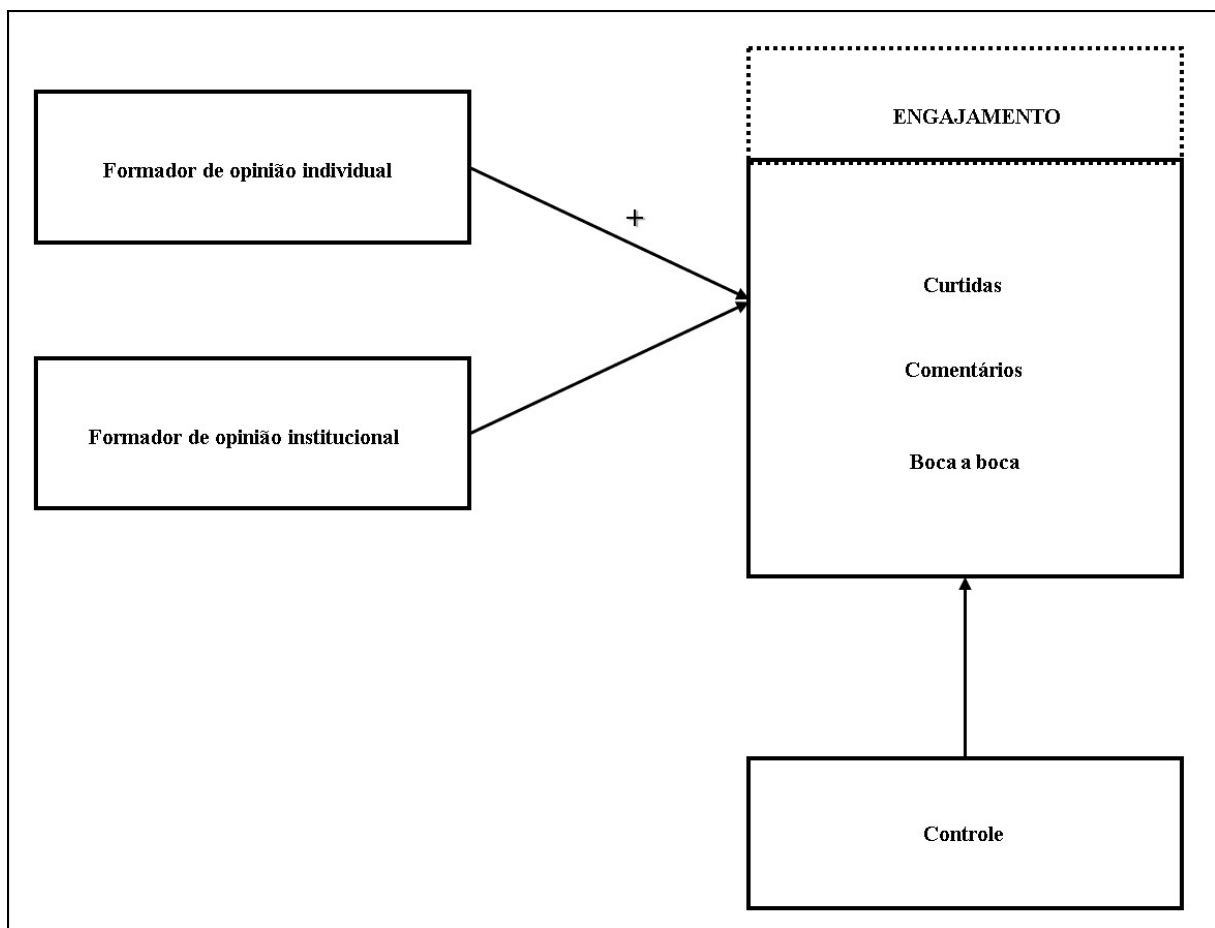 Formador de opinião individual
+
Formador de opinião institucional
ENGAJAMENTO
Curtidas
Comentários
Boca a boca
Controle